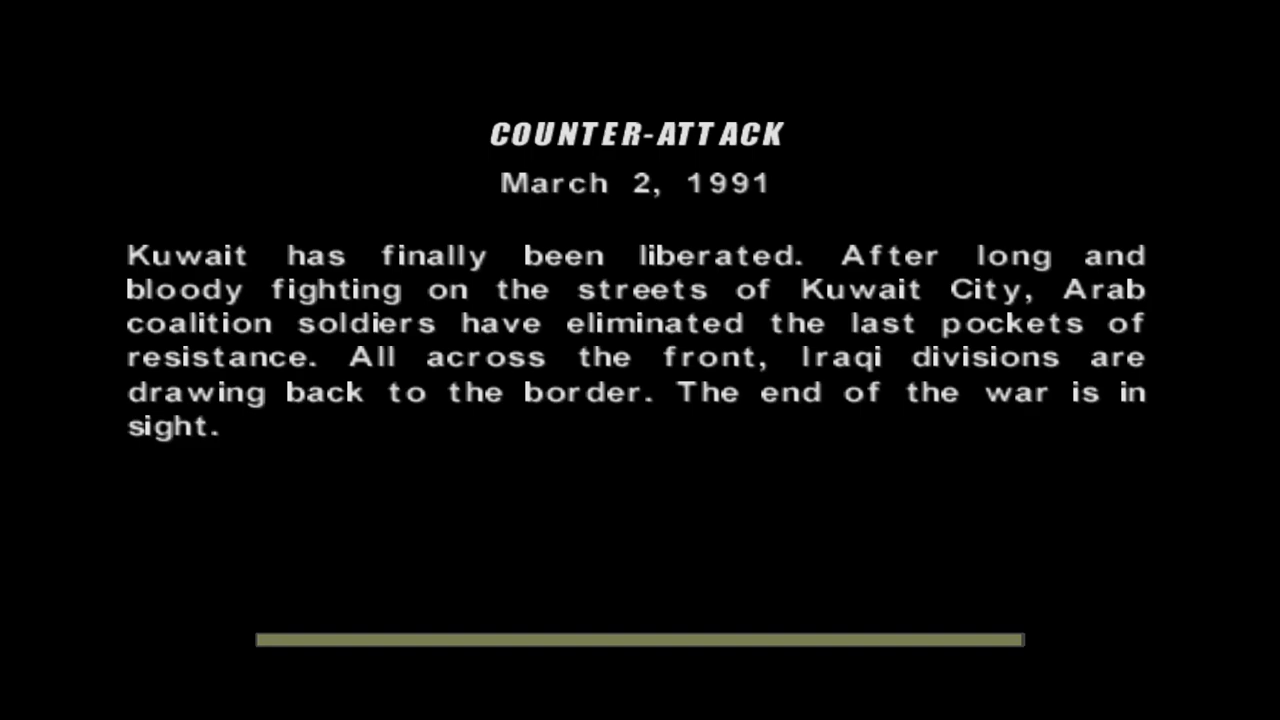 COUNTER-ATTACK
March 2, 1991
Kuwait has finally been liberated. After long and
bloody fighting on the streets of Kuwait City, Arab
coalition soldiers have eliminated the last pockets of
resistance. All across the front, Iraqi divisions are
drawing back to the border. The end of the war is in
sight.